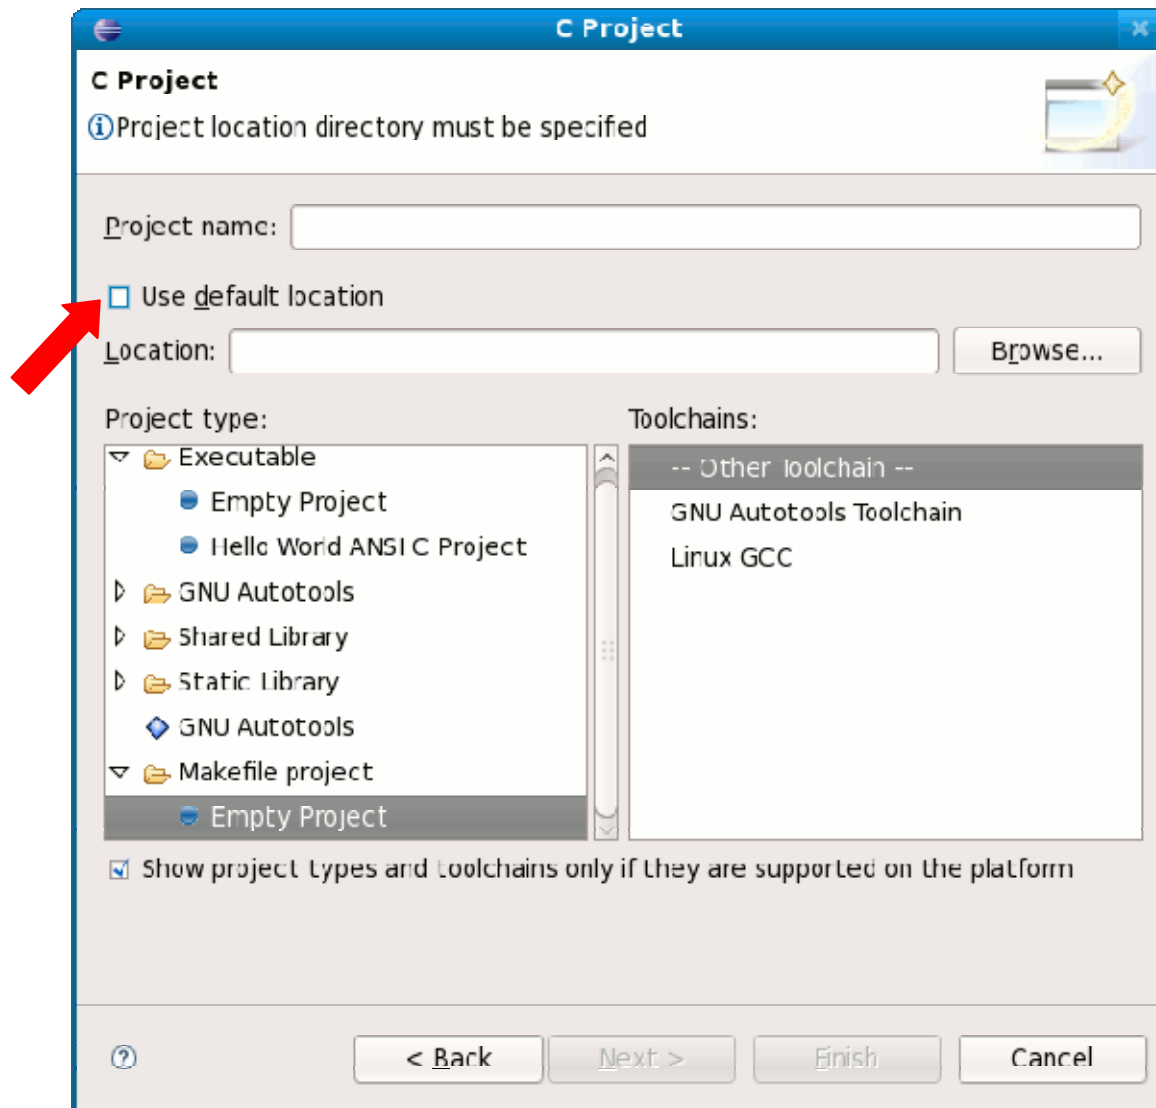 C Project
C Project
Project location directory must be specified
Project name:
Use default location
Location:
Browse...
Project type:
Toolchains:
Executable
Empty Project
Hello World ANSI C Project
GNU Autotools
Shared Library
Static Library
GNU Autotools
Makefile project
Empty Project
-- Other Toolchain --
GNU Autotools Toolchain
Linux GCC
Show project types and toolchains only if they are supported on the platform
< Back
Next >
Finish
Cancel